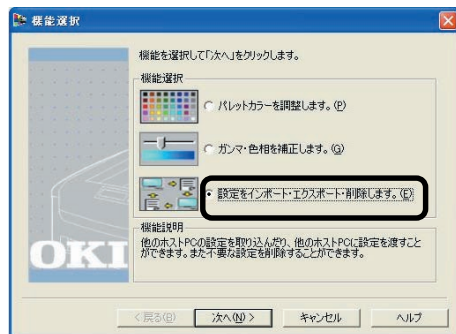 機能選択
機能を選択して「次へ」をクリックします。
機能選択
パレットカラーを調整します。(P)
ガンマ・色相を補正します。(G)
設定をインポート・エクスポート・削除します。(E)
機能説明
他のホストPCの設定を取り込んだり、他のホストPCに設定を渡すこと
ができます。また不要な設定を削除することができます。
OKI
< 戻る(B)
次へ(N) >
キャンセル
ヘルプ